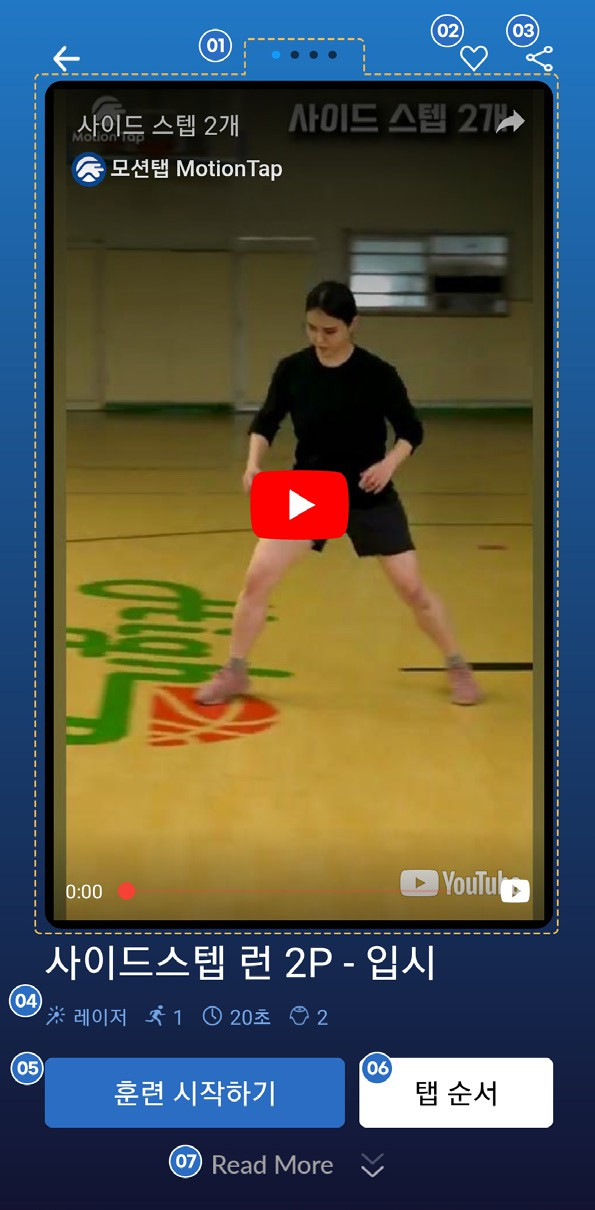 01
02
03
사이드 스텝 2개
사이드 스텝 2개
Motion Tap
모션탭 MotionTap
0:00
YouTube
사이드스텝 런 2P - 입시
04
레이저 1 20초 2
05
훈련 시작하기
06
탭 순서
07
Read More